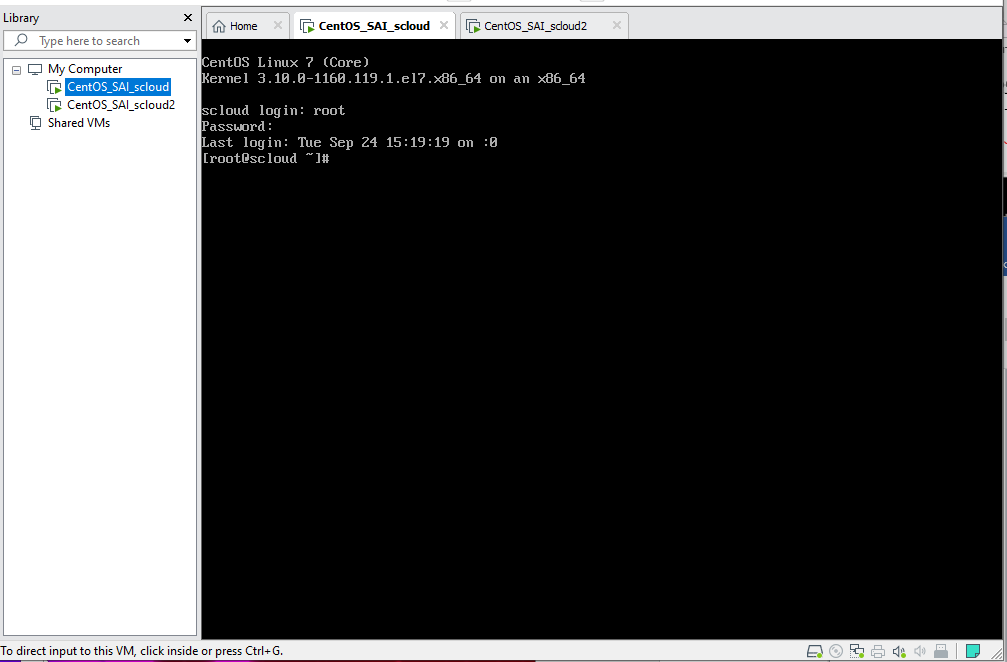 Library
Type here to search
My Computer
CentOS_SAI_scloud
CentOS_SAI_scloud2
Shared VMs
Home
CentOS_SAI_scloud
CentOS_SAI_scloud2
CentOS Linux 7 (Core)
Kernel 3.10.0-1160.119.1.el7.x86_64 on an x86_64
scloud login: root
Password:
Last login: Tue Sep 24 15:19:19 on :0
[root@scloud ~]#
To direct input to this VM, click inside or press Ctrl+G.